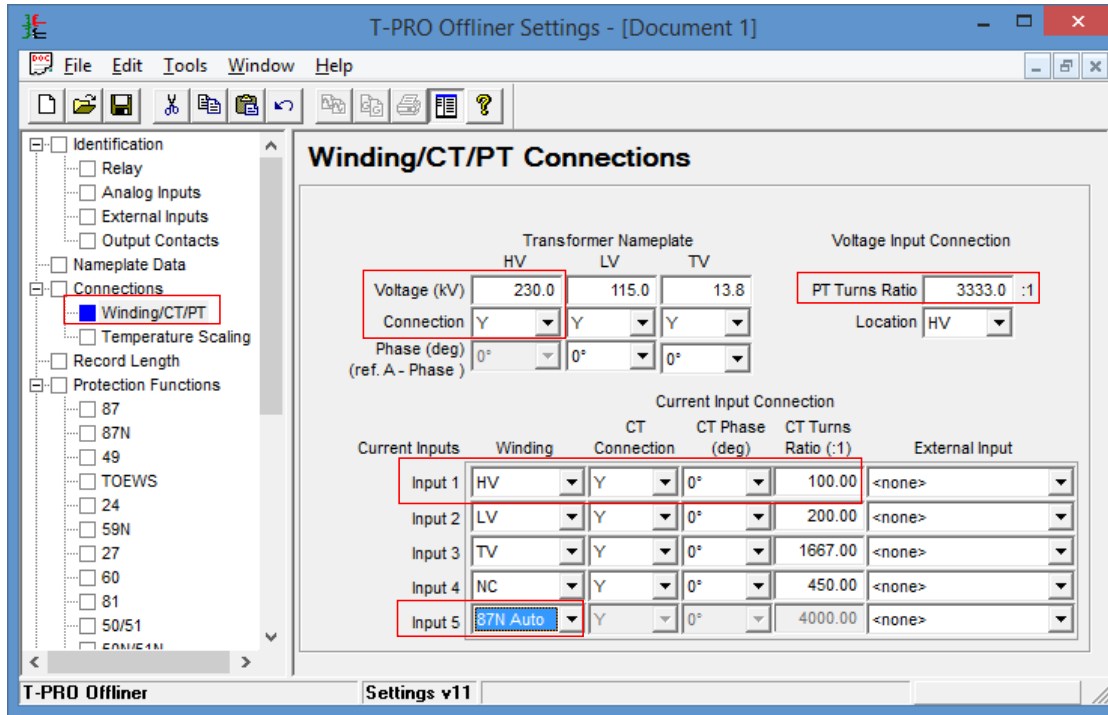 T-PRO Offliner Settings - [Document 1]
File Edit Tools Window Help
Identification
Relay
Analog Inputs
External Inputs
Output Contacts
Nameplate Data
Connections
Winding/CT/PT
Temperature Scaling
Record Length
Protection Functions
87
87N
49
TOEWS
24
59N
27
60
81
50/51
50N/51N
Winding/CT/PT Connections
Transformer Nameplate
HV LV TV
Voltage (kV) 230.0 115.0 13.8
Connection Y Y Y
Phase (deg) 0° 0° 0°
(ref. A - Phase )
Voltage Input Connection
PT Turns Ratio 3333.0 :1
Location HV
Current Input Connection
CT CT Phase CT Turns
Current Inputs Winding Connection (deg) Ratio (:1) External Input
Input 1 HV Y 0° 100.00 <none>
Input 2 LV Y 0° 200.00 <none>
Input 3 TV Y 0° 1667.00 <none>
Input 4 NC Y 0° 450.00 <none>
Input 5 87N Auto Y 0° 4000.00 <none>
T-PRO Offliner Settings v11